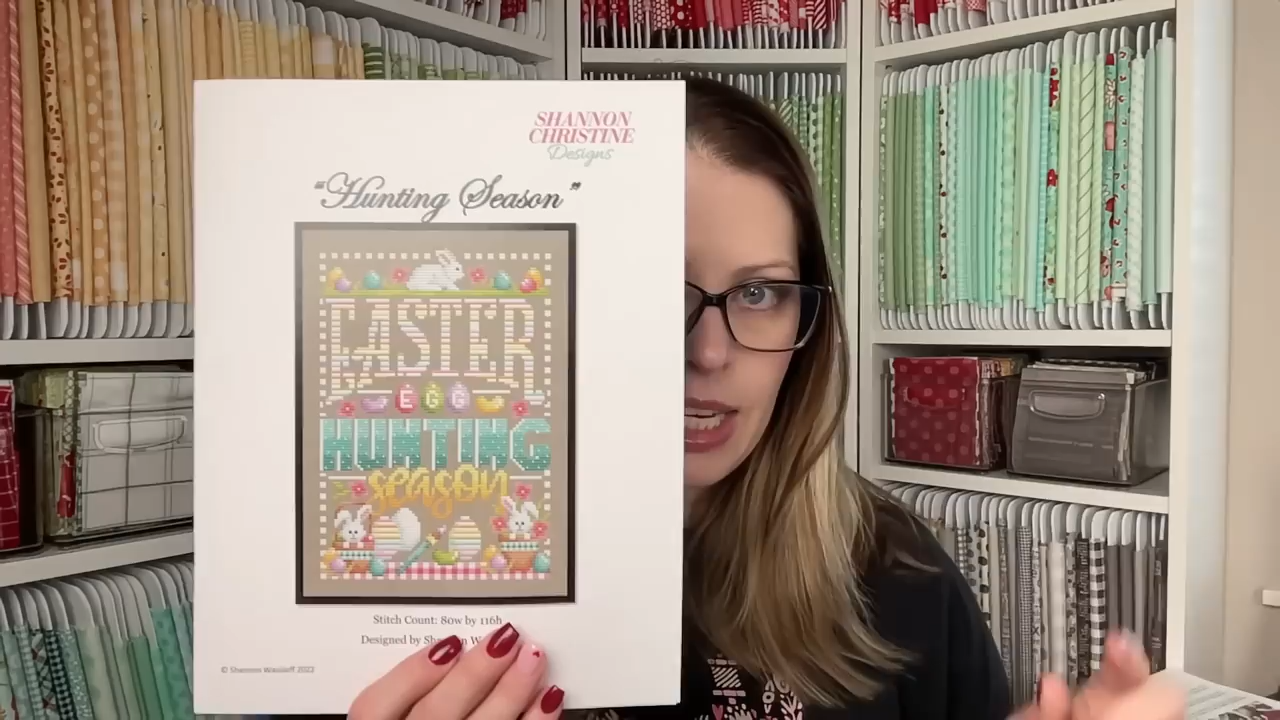 SHANNON
CHRISTINE
Designs
"Hunting Season"
EASTER
EGG
HUNTING
season
Stitch Count: 80w by 116h
Designed by
© Shannon Wasilieff 2022